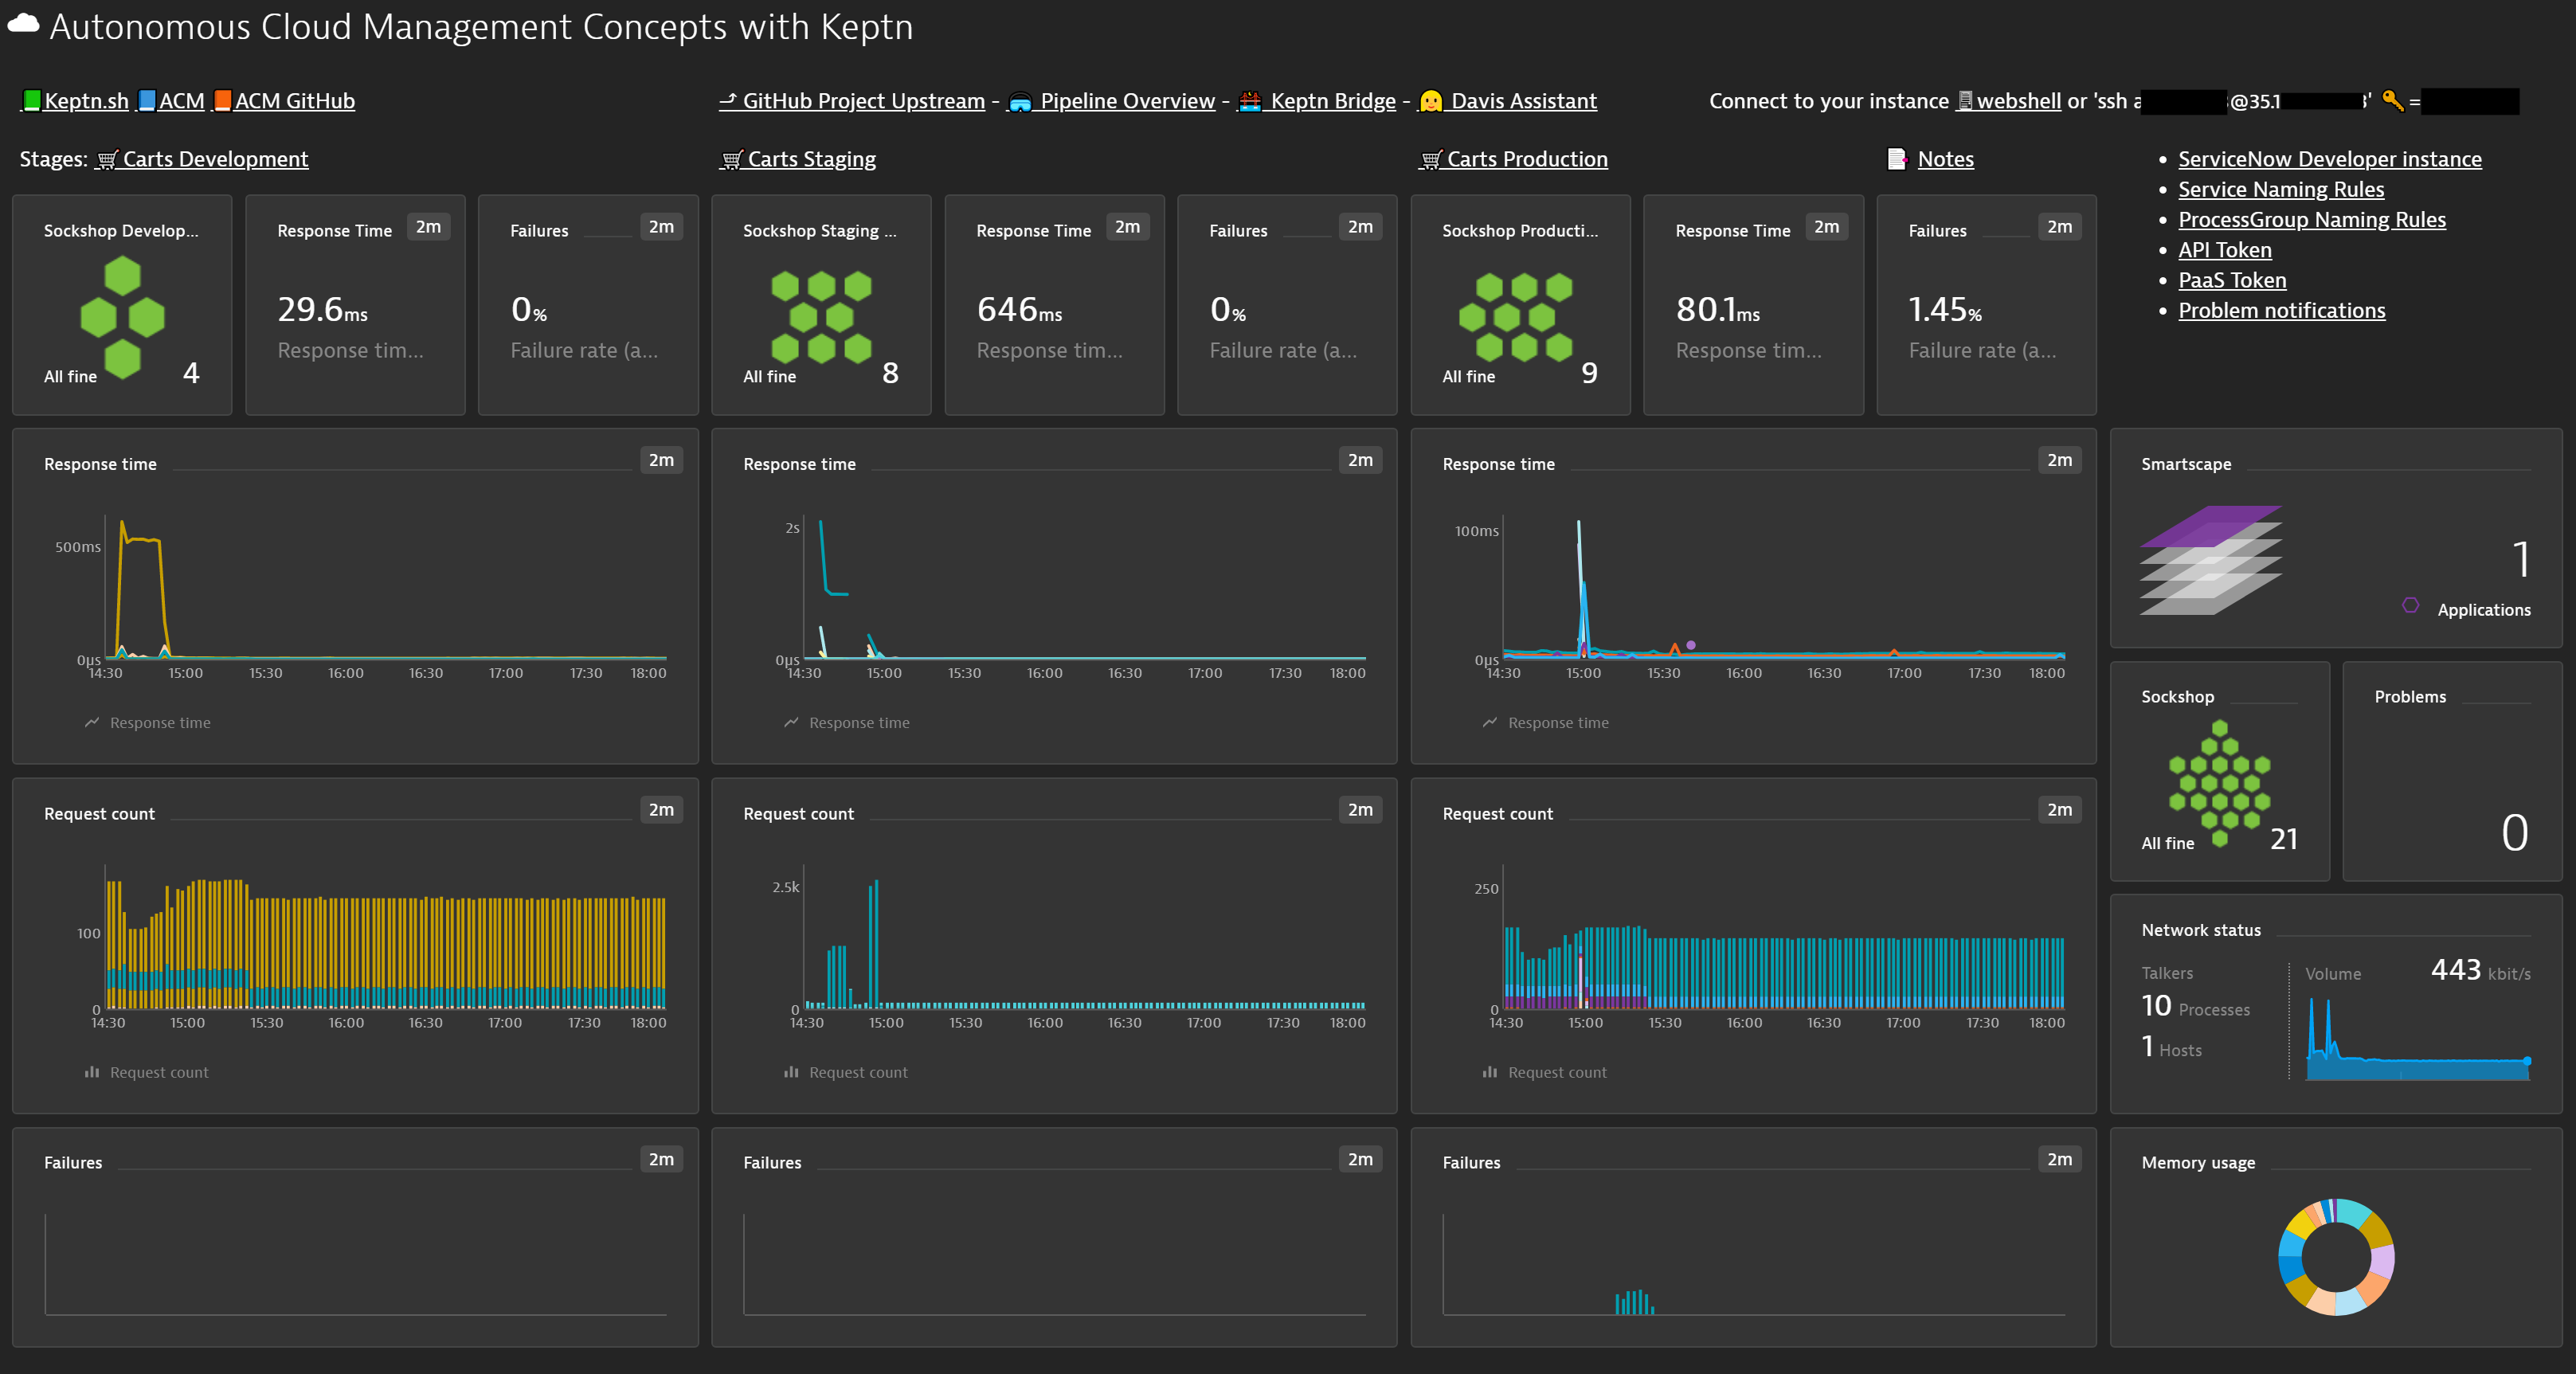 Autonomous Cloud Management Concepts with Keptn
Keptn.sh ACM ACM GitHub
GitHub Project Upstream - Pipeline Overview - Keptn Bridge - Davis Assistant
Connect to your instance webshell or 'ssh a @35.1 ' =
Stages: Carts Development
Carts Staging
Carts Production
Notes
• ServiceNow Developer instance
• Service Naming Rules
• ProcessGroup Naming Rules
• API Token
• PaaS Token
• Problem notifications
Sockshop Develop...
All fine 4
Response Time 2m
29.6ms
Response tim...
Failures 2m
0%
Failure rate (a...
Sockshop Staging ...
All fine 8
Response Time 2m
646ms
Response tim...
Failures 2m
0%
Failure rate (a...
Sockshop Producti...
All fine 9
Response Time 2m
80.1ms
Response tim...
Failures 2m
1.45%
Failure rate (a...
Response time 2m
500ms
0µs
14:30 15:00 15:30 16:00 16:30 17:00 17:30 18:00
Response time
Response time 2m
2s
0µs
14:30 15:00 15:30 16:00 16:30 17:00 17:30 18:00
Response time
Response time 2m
100ms
0µs
14:30 15:00 15:30 16:00 16:30 17:00 17:30 18:00
Response time
Smartscape
1
Applications
Sockshop
All fine 21
Problems
0
Request count 2m
100
0
14:30 15:00 15:30 16:00 16:30 17:00 17:30 18:00
Request count
Request count 2m
2.5k
0
14:30 15:00 15:30 16:00 16:30 17:00 17:30 18:00
Request count
Request count 2m
250
0
14:30 15:00 15:30 16:00 16:30 17:00 17:30 18:00
Request count
Network status
Talkers
10 Processes
1 Hosts
Volume 443 kbit/s
Failures 2m
Failures 2m
Failures 2m
Memory usage